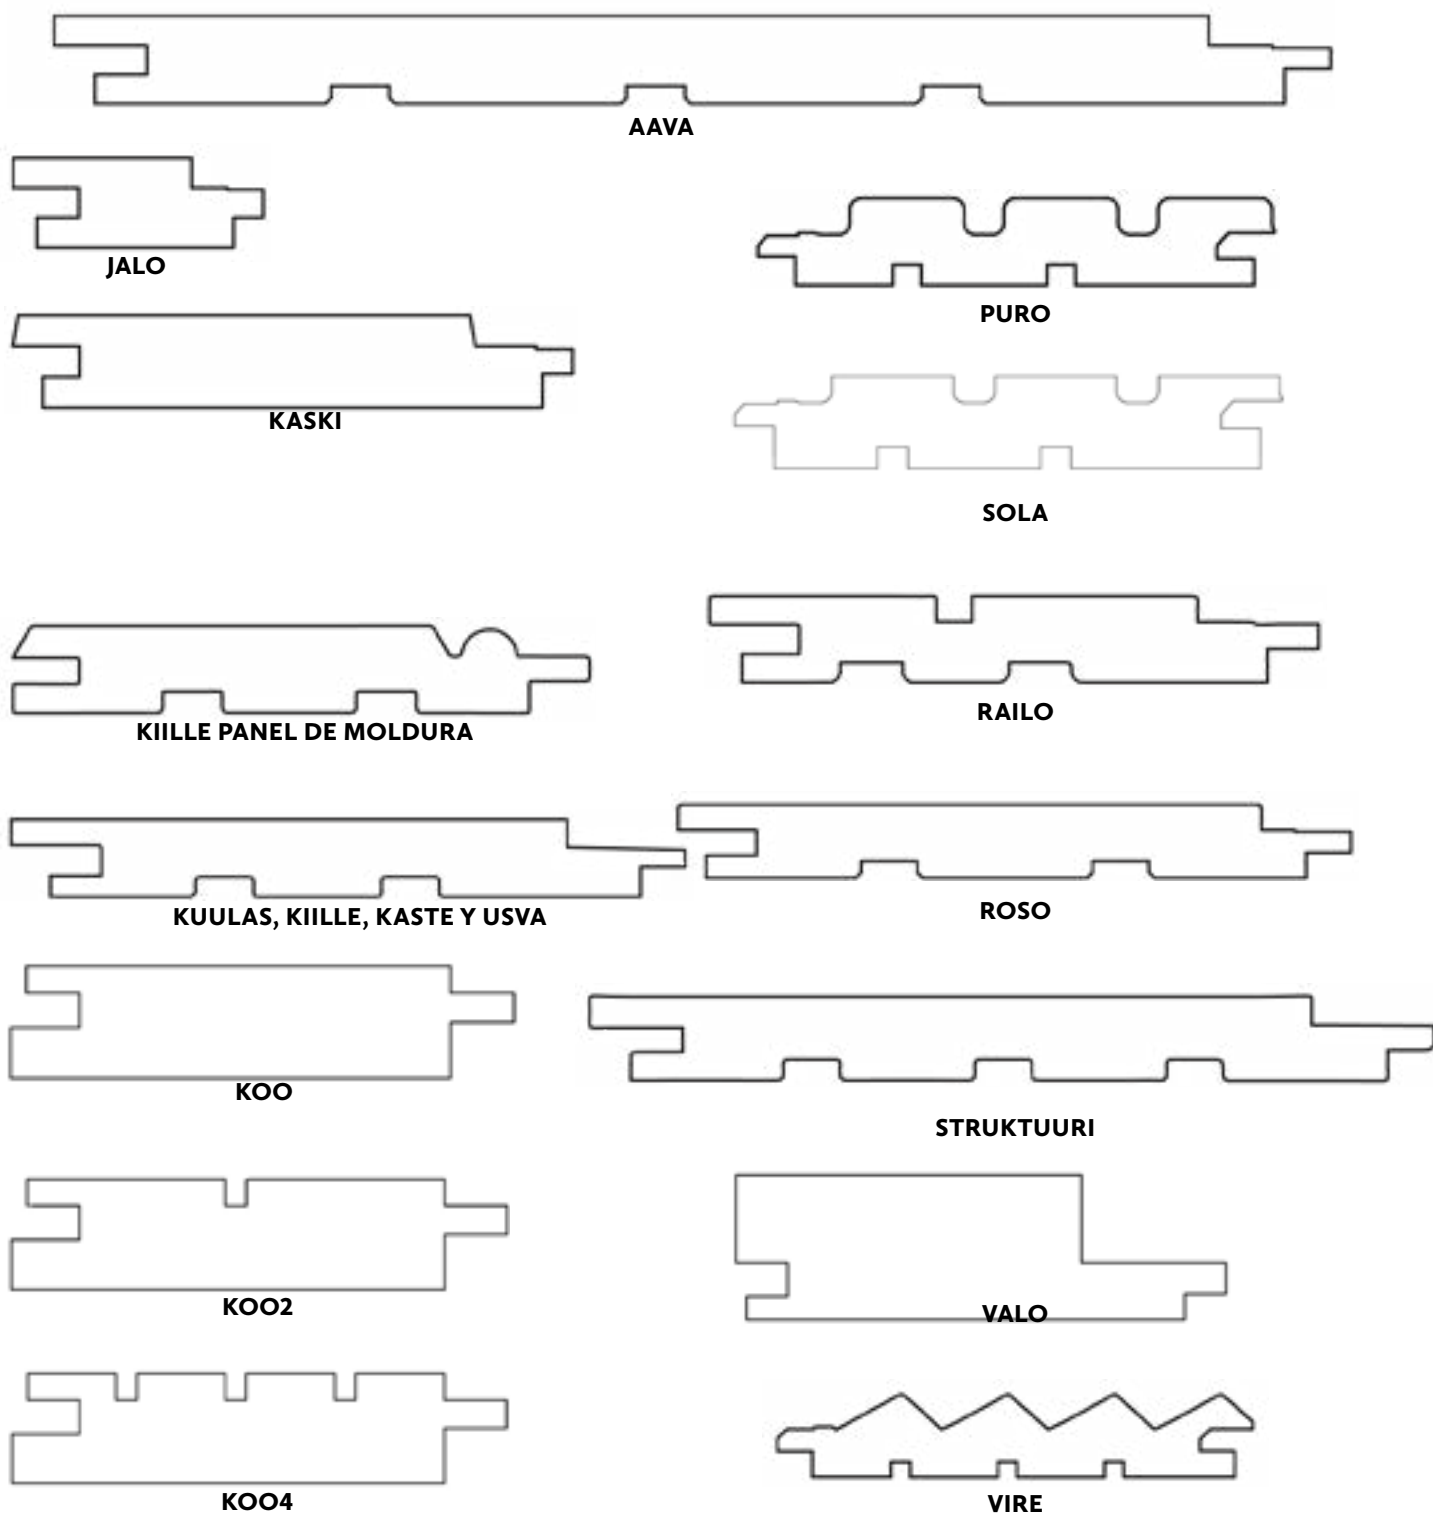 AAVA
JALO
PURO
KASKI
SOLA
KIILLE PANEL DE MOLDURA
RAILO
KUULAS, KIILLE, KASTE Y USVA
ROSO
KOO
STRUKTUURI
KOO2
VALO
KOO4
VIRE